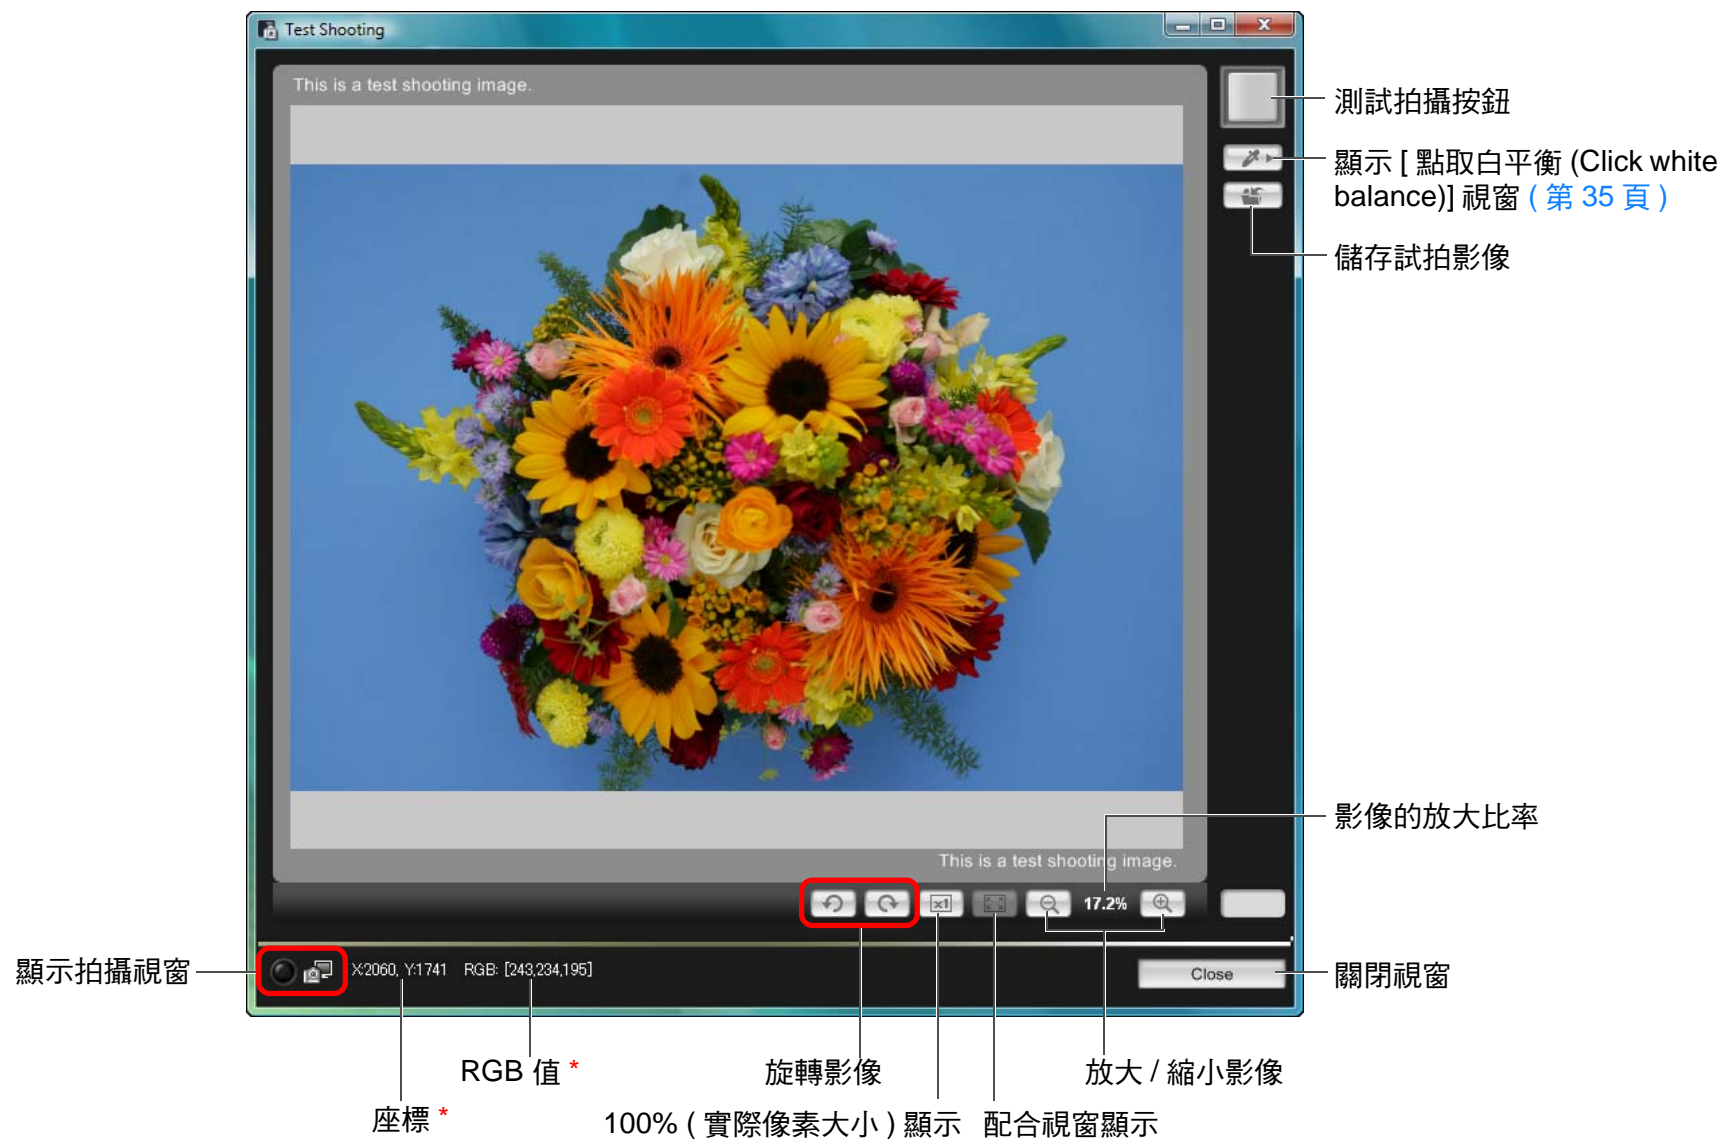 Test Shooting
This is a test shooting image.
測試拍攝按鈕
顯示 [ 點取白平衡 (Click white
balance)] 視窗 ( 第 35 頁 )
儲存試拍影像
影像的放大比率
This is a test shooting image.
x1
17.2%
顯示拍攝視窗
X:2060, Y:1741 RGB: [243,234,195]
Close
關閉視窗
RGB 值 *
旋轉影像
放大 / 縮小影像
座標 *
100% ( 實際像素大小 ) 顯示
配合視窗顯示